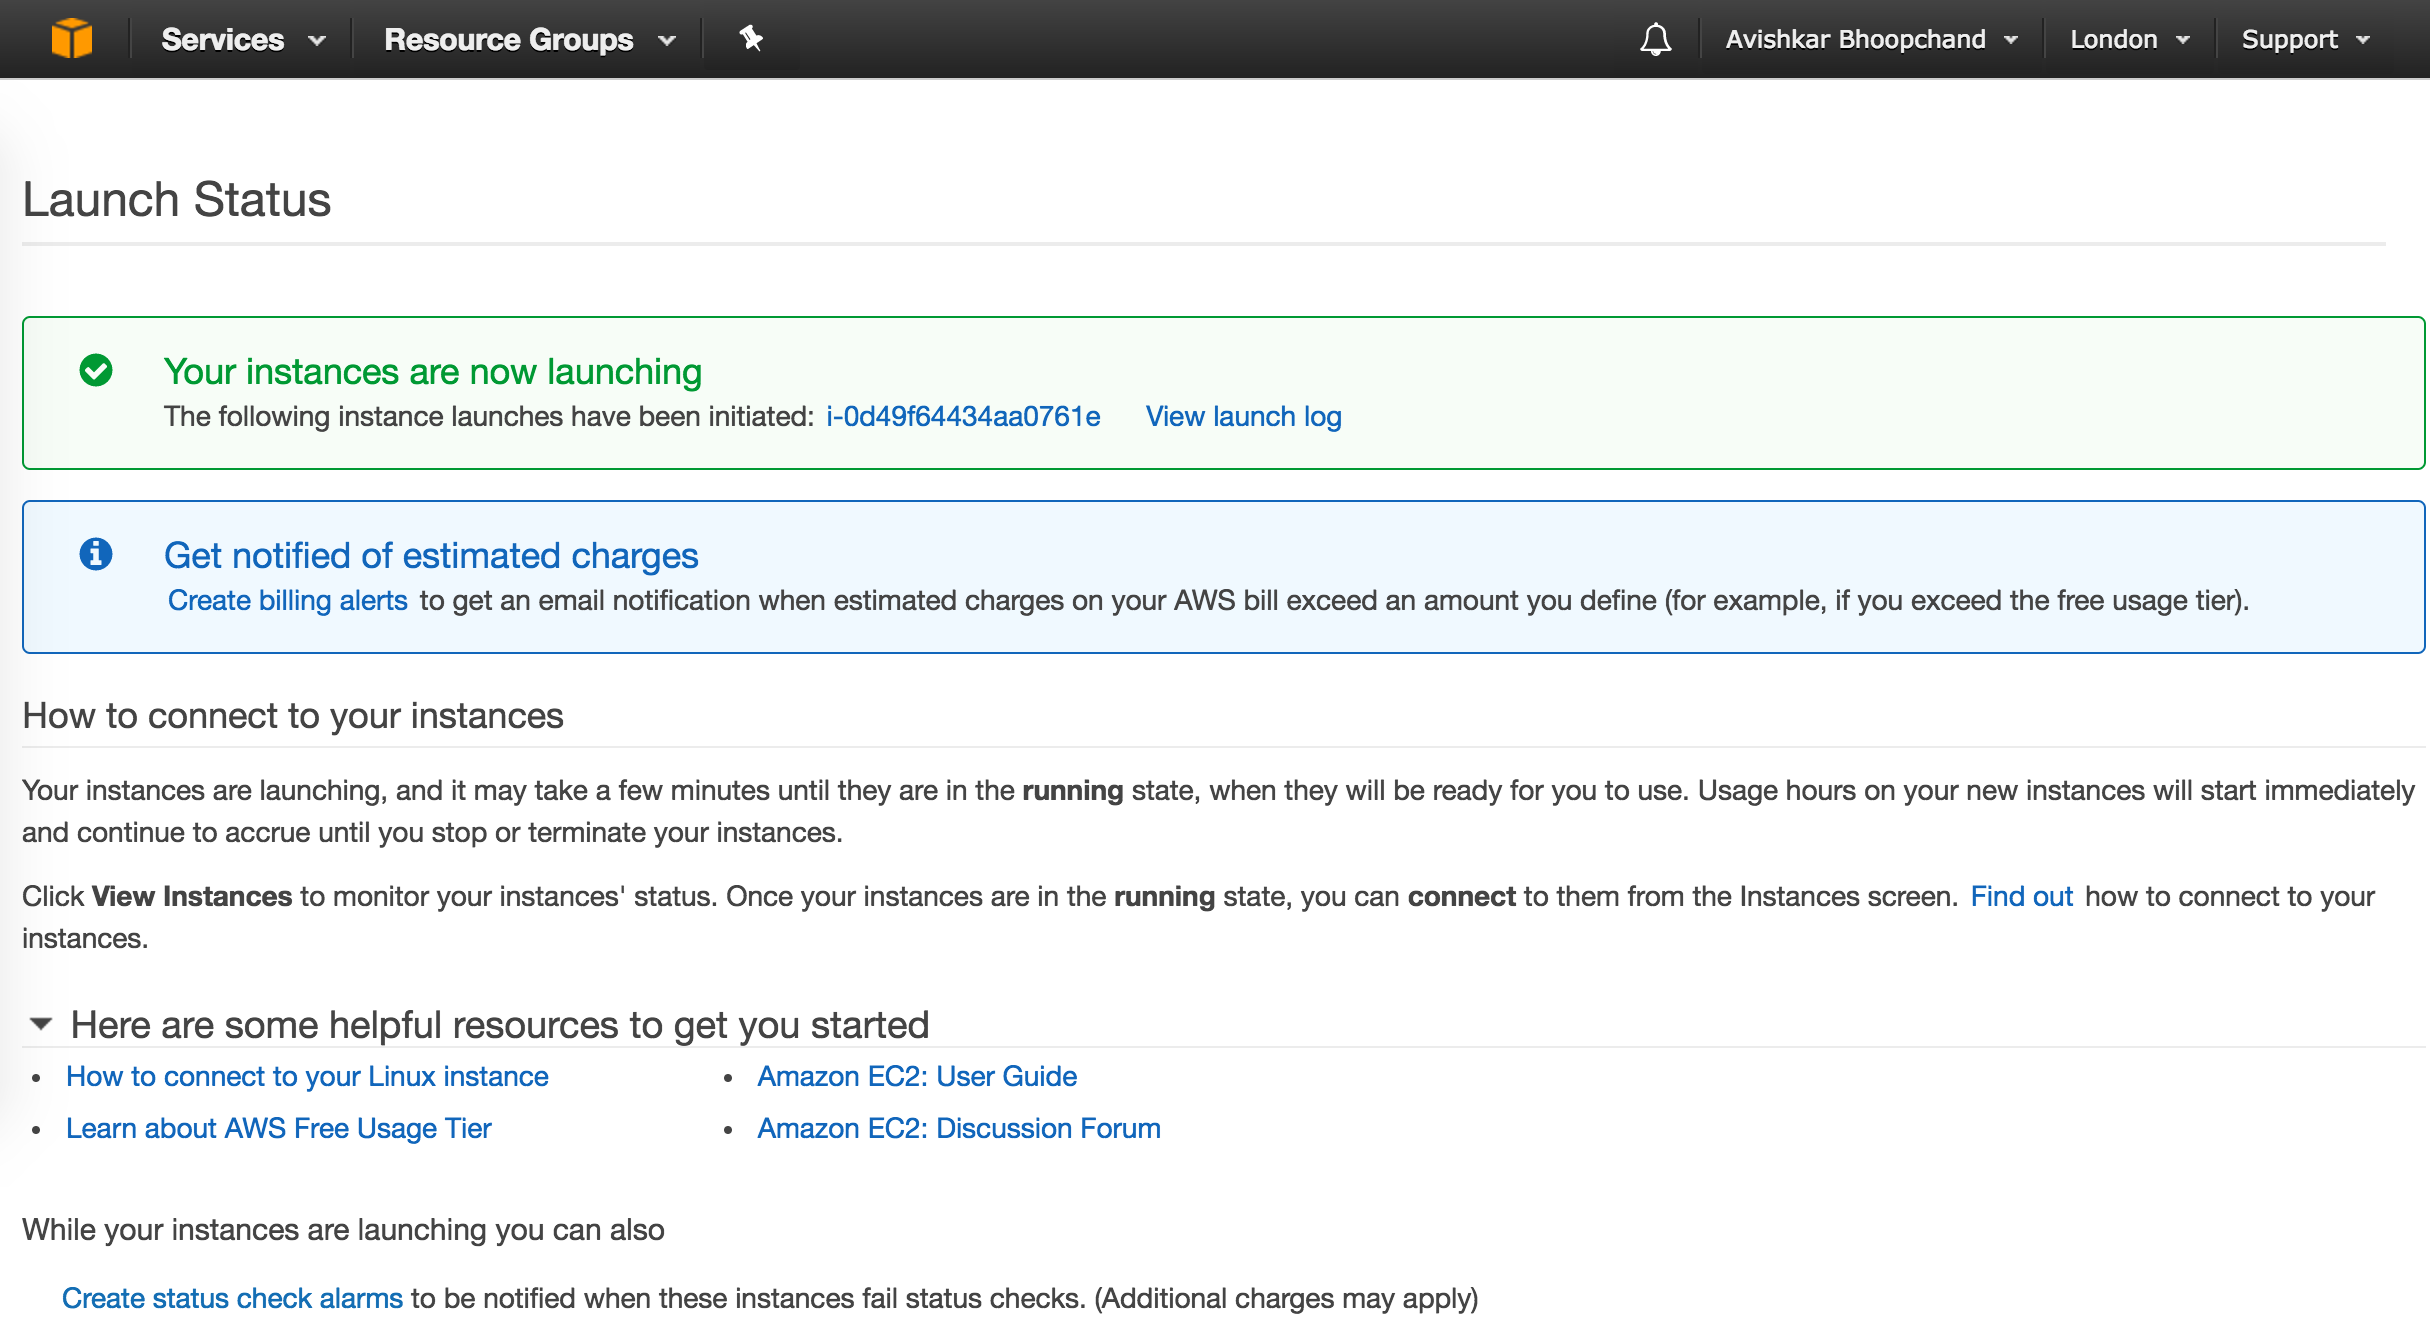 Services Resource Groups Avishkar Bhoopchand London Support
Launch Status
Your instances are now launching
The following instance launches have been initiated: i-0d49f64434aa0761e View launch log
Get notified of estimated charges
Create billing alerts to get an email notification when estimated charges on your AWS bill exceed an amount you define (for example, if you exceed the free usage tier).
How to connect to your instances
Your instances are launching, and it may take a few minutes until they are in the running state, when they will be ready for you to use. Usage hours on your new instances will start immediately
and continue to accrue until you stop or terminate your instances.
Click View Instances to monitor your instances' status. Once your instances are in the running state, you can connect to them from the Instances screen. Find out how to connect to your
instances.
Here are some helpful resources to get you started
• How to connect to your Linux instance • Amazon EC2: User Guide
• Learn about AWS Free Usage Tier • Amazon EC2: Discussion Forum
While your instances are launching you can also
Create status check alarms to be notified when these instances fail status checks. (Additional charges may apply)